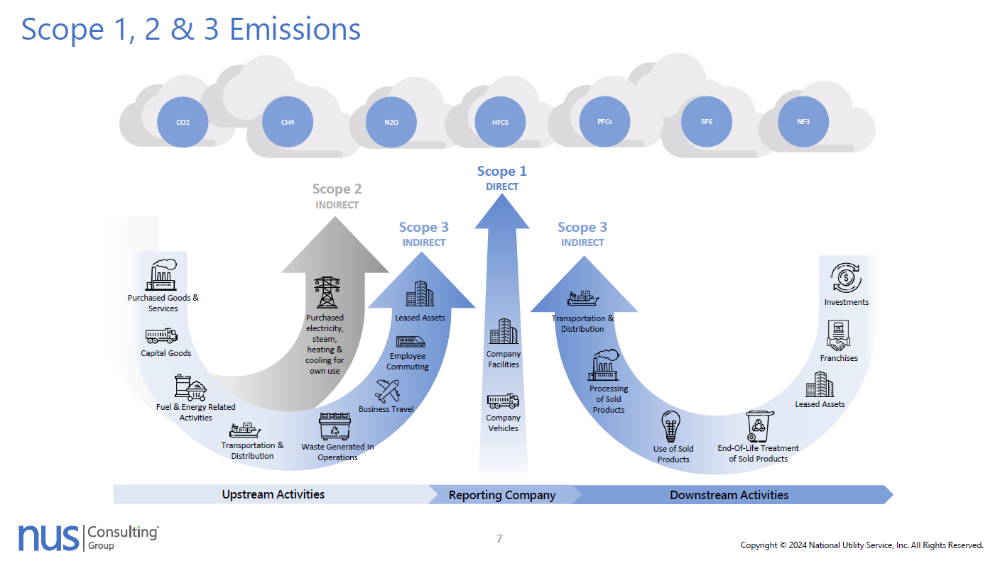 Scope 1, 2 & 3 Emissions
CO2
CH4
N2O
HFCS
PFCs
SF6
NF3
Scope 1
DIRECT
Scope 2
INDIRECT
Scope 3
INDIRECT
Scope 3
INDIRECT
Purchased Goods &
Services
Capital Goods
Fuel & Energy Related
Activities
Transportation &
Distribution
Waste Generated In
Operations
Business Travel
Employee
Commuting
Leased Assets
Purchased
electricity,
steam,
heating &
cooling for
own use
Company
Facilities
Company
Vehicles
Transportation &
Distribution
Processing
of Sold
Products
Use of Sold
Products
End-Of-Life Treatment
of Sold Products
Leased Assets
Franchises
Investments
Upstream Activities
Reporting Company
Downstream Activities
nus Consulting
Group
7
Copyright © 2024 National Utility Service, Inc. All Rights Reserved.